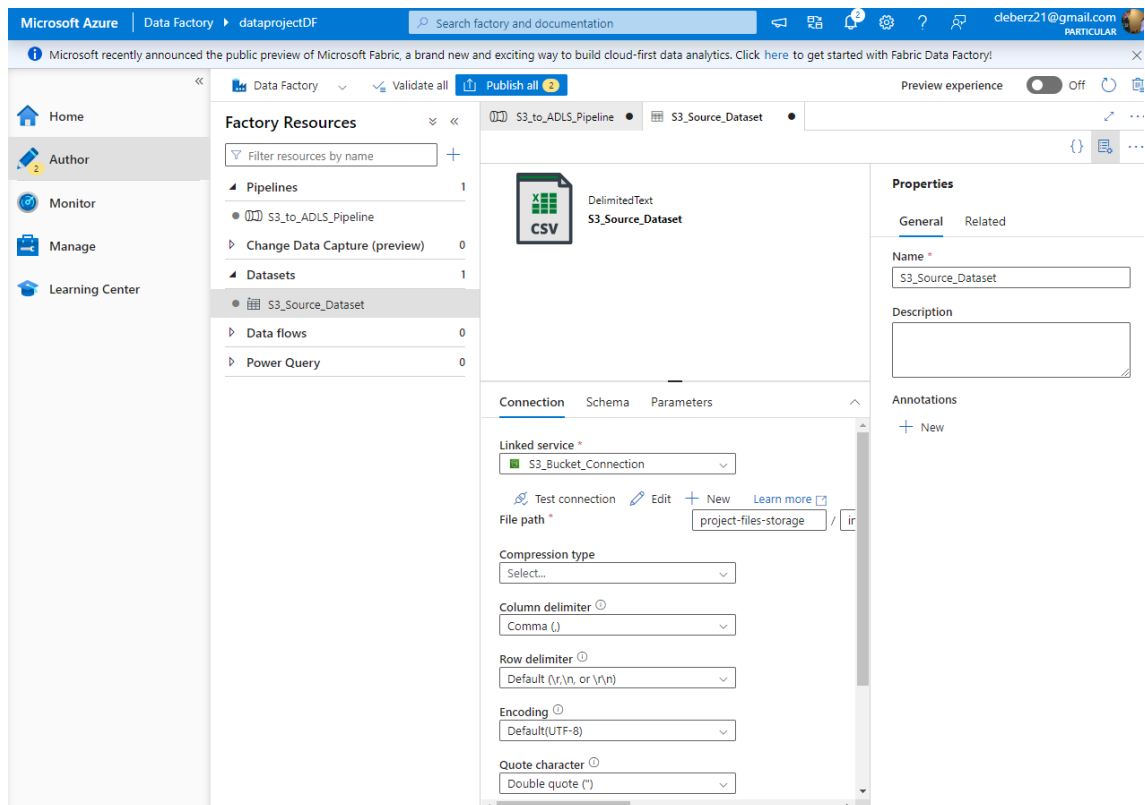 Microsoft Azure Data Factory dataprojectDF Search factory and documentation 2 cleberz21@gmail.com
PARTICULAR
Microsoft recently announced the public preview of Microsoft Fabric, a brand new and exciting way to build cloud-first data analytics. Click here to get started with Fabric Data Factory!
Data Factory Validate all Publish all 2 Preview experience Off
Home
Author
2
Monitor
Manage
Learning Center
Factory Resources
Filter resources by name
Pipelines 1
S3_to_ADLS_Pipeline
Change Data Capture (preview) 0
Datasets 1
S3_Source_Dataset
Data flows 0
Power Query 0
S3_to_ADLS_Pipeline S3_Source_Dataset
CSV
DelimitedText
S3_Source_Dataset
Connection Schema Parameters
Linked service *
S3_Bucket_Connection
Test connection Edit New Learn more
File path * project-files-storage /
Compression type
Select...
Column delimiter
Comma (,)
Row delimiter
Default (\r,\n, or \r\n)
Encoding
Default(UTF-8)
Quote character
Double quote (")
Properties
General Related
Name *
S3_Source_Dataset
Description
Annotations
New